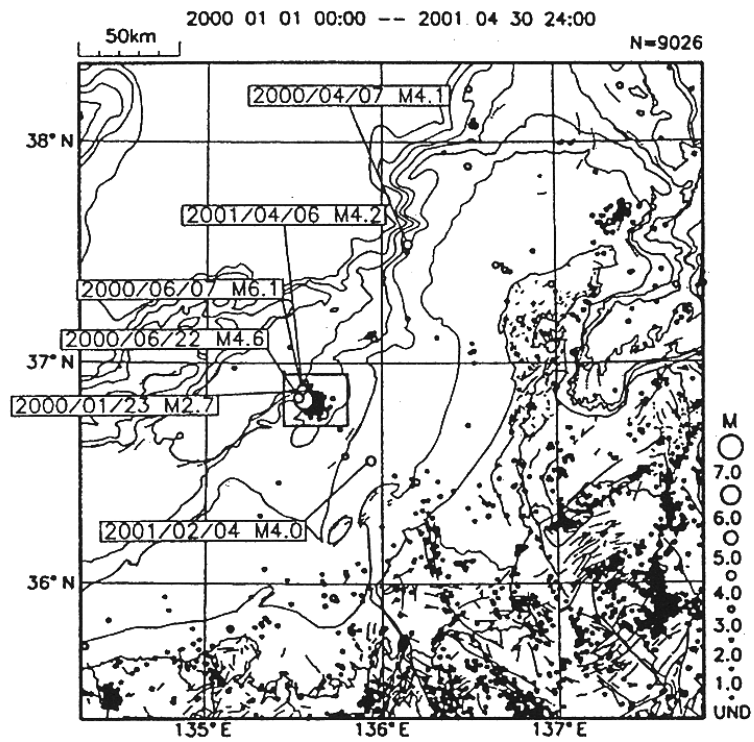 2000 01 01 00:00 -- 2001 04 30 24:00
50km
N=9026
2000/04/07 M4.1
38°N
2001/04/06 M4.2
2000/06/07 M6.1
2000/06/22 M4.6
37°N
2000/01/23 M2.7
2001/02/04 M4.0
36°N
M
7.0
6.0
5.0
4.0
3.0
2.0
1.0
UND
135°E
136°E
137°E